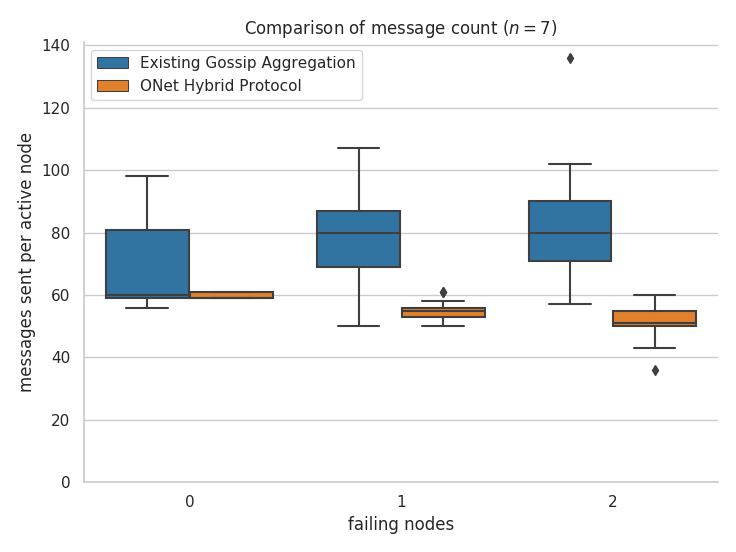 Comparison of message count (n = 7)
Existing Gossip Aggregation
ONet Hybrid Protocol
messages sent per active node
140
120
100
80
60
40
20
0
0 1 2
failing nodes